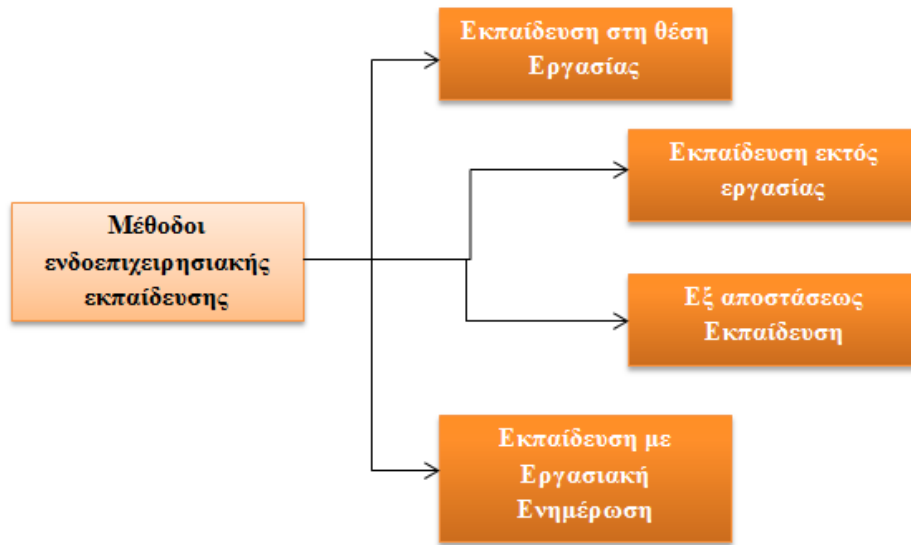 Εκπαίδευση στη θέση
Εργασίας
Εκπαίδευση εκτός
εργασίας
Μέθοδοι
ενδοεπιχειρησιακής
εκπαίδευσης
Εξ αποστάσεως
Εκπαίδευση
Εκπαίδευση με
Εργασιακή
Ενημέρωση